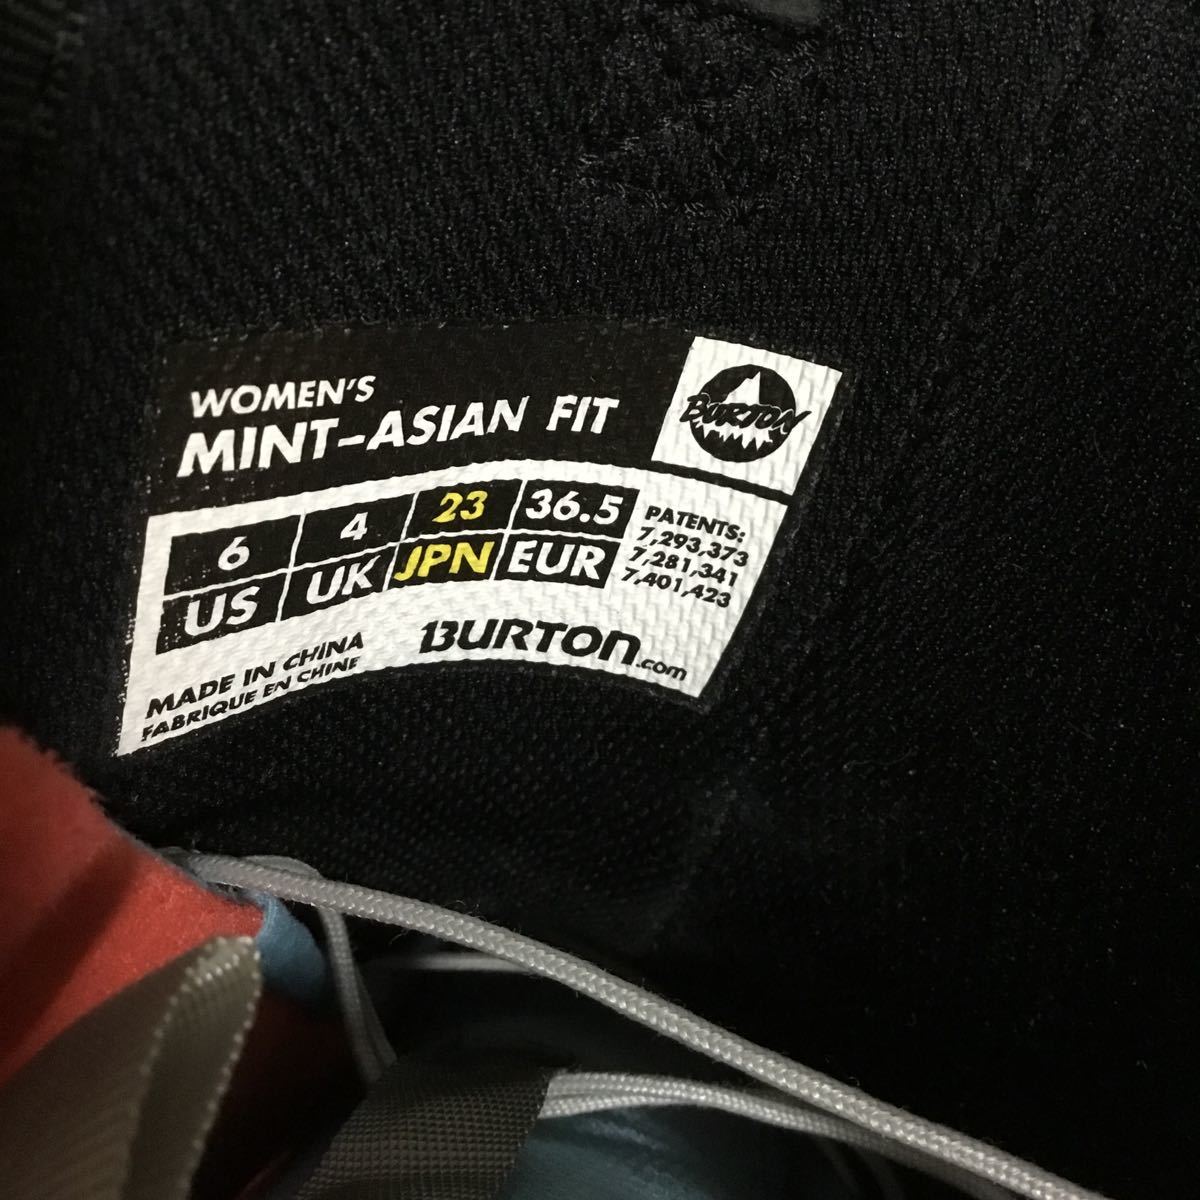 WOMEN'S
MINT-ASIAN FIT
BURTON
6 4 23 36.5
US UK JPN EUR
PATENTS:
7,293,373
7,281,341
7,401,423
MADE IN CHINA
FABRIQUE EN CHINE
BURTON.com